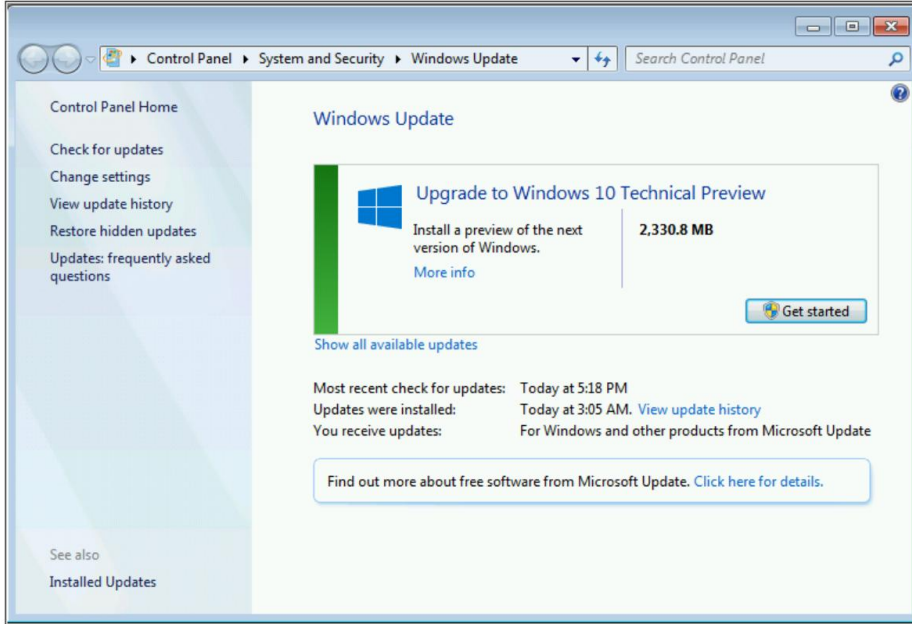 Control Panel ▸ System and Security ▸ Windows Update
Search Control Panel
Control Panel Home
Check for updates
Change settings
View update history
Restore hidden updates
Updates: frequently asked
questions
See also
Installed Updates
Windows Update
Upgrade to Windows 10 Technical Preview
Install a preview of the next
version of Windows.
More info
2,330.8 MB
Get started
Show all available updates
Most recent check for updates: Today at 5:18 PM
Updates were installed: Today at 3:05 AM. View update history
You receive updates: For Windows and other products from Microsoft Update
Find out more about free software from Microsoft Update. Click here for details.